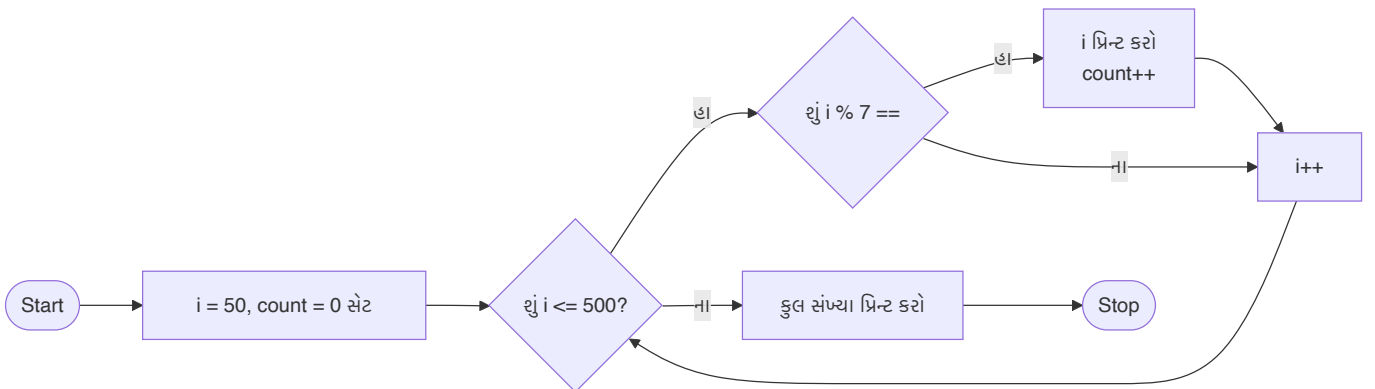 Start
i = 50, count = 0 સેટ
શું i <= 500?
હા
શું i % 7 ==
હા
i પ્રિન્ટ કરો
count++
ના
i++
ના
કુલ સંખ્યા પ્રિન્ટ કરો
Stop